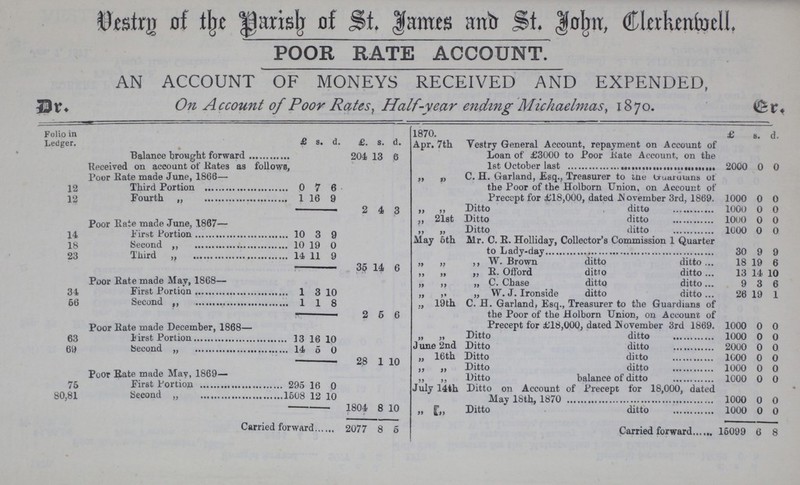 Vestry of the Parish of St. James and St. John, Clerkenwell.
POOR RATE ACCOUNT.
AN ACCOUNT OF MONEYS RECEIVED AND EXPENDED,
Dr. On Account of Poor Rates, Half-year ending Michaelmas, 1870. Cr.
Folio in
Ledger. £ s. d. £. s. d.
Balance brought forward ............ 204 13 6
Received on account of Rates as follows,
Poor Rate made June, 1866—
12 Third Portion ..................... 0 7 6
12 Fourth „ ........................ 1 16 9
2 4 3
Poor Rate made June, 1867—
14 First Portion ........................ 10 3 9
18 Second „ ........................ 10 19 0
23 Third „ ........................ 14 11 9
35 14 6
Poor Rate made May, 1868—
34 First Portion ........................ 1 3 10
56 Second „ ........................ 1 1 8
2 5 6
Poor Rate made December, 1868—
63 First Portion ........................ 13 16 10
69 Second „ ........................ 14 5 0
28 1 10
Poor Rate made May, 1869—
75 First Portion ........................ 295 16 0
80,81 Second „ ........................1508 12 10
1804 8 10
Carried forward...... 2077 8 5
1870. £ s. d.
Apr. 7th Vestry General Account, repayment on Account of
Loan of £3000 to Poor Rate Account, on the
1st October last ........................ 2000 0 0
„ „ C. H. Garland, Esq., Treasurer to the Guardians of
the Poor of the Holborn Union, on Account of
Precept for £18,000, dated November 3rd, 1869. 1000 0 0
„ „ Ditto ditto ............ 1000 0 0
„ 21st Ditto ditto ............ 1000 0 0
„ „ Ditto ditto ............ 1000 0 0
May 5th Mr. C. R. Holliday, Collector's Commission 1 Quarter
to Lady-day........................ 30 9 9
„ „ „ W. Brown ditto ditto ... 18 19 6
„ „ „ R. Offord ditto ditto ... 13 14 10
„ „ „ C. Chase ditto ditto ... 9 3 6
„ „ „ W. J. Ironside ditto ditto ... 26 19 1
„ 19th C. H. Garland, Esq., Treasurer to the Guardians of
the Poor of the Holborn Union, on Account of
Precept for £18,000, dated November 3rd 1869. 1000 0 0
„ „ Ditto ditto ............ 1000 0 0
June 2nd Ditto ditto ............ 2000 0 0
„ 16th Ditto ditto ............ 1000 0 0
„ „ Ditto ditto ............ 1000 0 0
„ „ Ditto balance of ditto ............ 1000 0 0
July 14th Ditto on Account of Precept for 18,000, dated
May 18th, 1870 ........................ 1000 0 0
„ „ Ditto ditto ............ 1000 0 0
Carried forward...... 15099 6 8